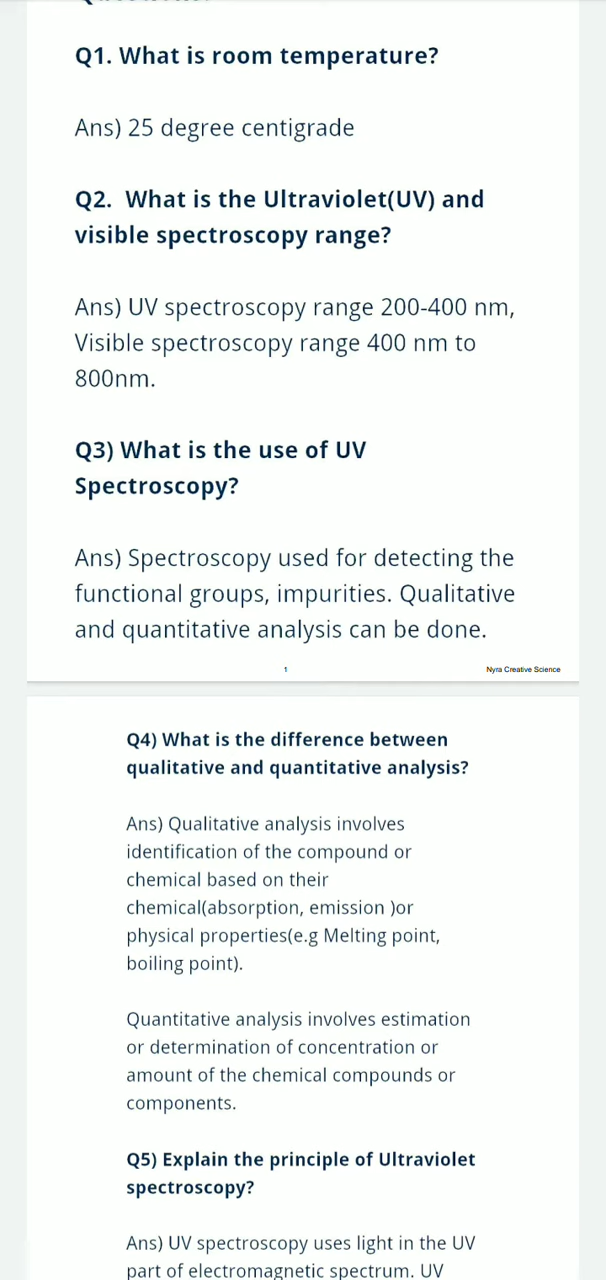 Q1. What is room temperature?
Ans) 25 degree centigrade
Q2. What is the Ultraviolet(UV) and
visible spectroscopy range?
Ans) UV spectroscopy range 200-400 nm,
Visible spectroscopy range 400 nm to
800nm.
Q3) What is the use of UV
Spectroscopy?
Ans) Spectroscopy used for detecting the
functional groups, impurities. Qualitative
and quantitative analysis can be done.
1 Nyra Creative Science
Q4) What is the difference between
qualitative and quantitative analysis?
Ans) Qualitative analysis involves
identification of the compound or
chemical based on their
chemical(absorption, emission )or
physical properties(e.g Melting point,
boiling point).
Quantitative analysis involves estimation
or determination of concentration or
amount of the chemical compounds or
components.
Q5) Explain the principle of Ultraviolet
spectroscopy?
Ans) UV spectroscopy uses light in the UV
part of electromagnetic spectrum. UV